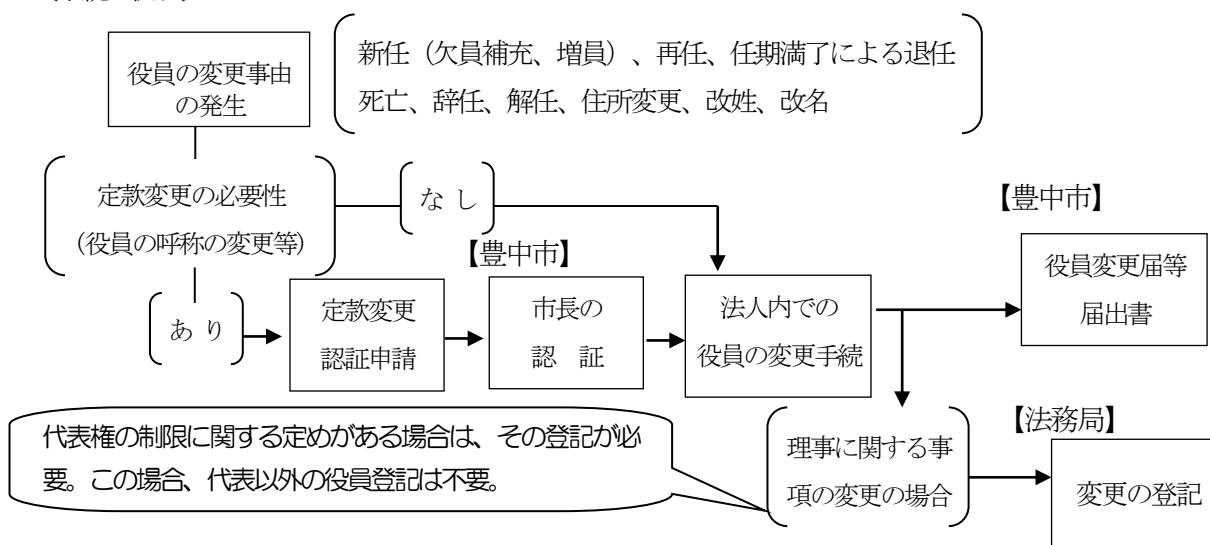 役員の変更事由
の発生
新任（欠員補充、増員）、再任、任期満了による退任
死亡、辞任、解任、住所変更、改姓、改名
定款変更の必要性
(役員の呼称の変更等)
な し
あ り
定款変更
認証申請
【豊中市】
市長の
認　証
法人内での
役員の変更手続
【豊中市】
役員変更届等
届出書
代表権の制限に関する定めがある場合は、その登記が必
要。この場合、代表以外の役員登記は不要。
理事に関する事
項の変更の場合
【法務局】
変更の登記